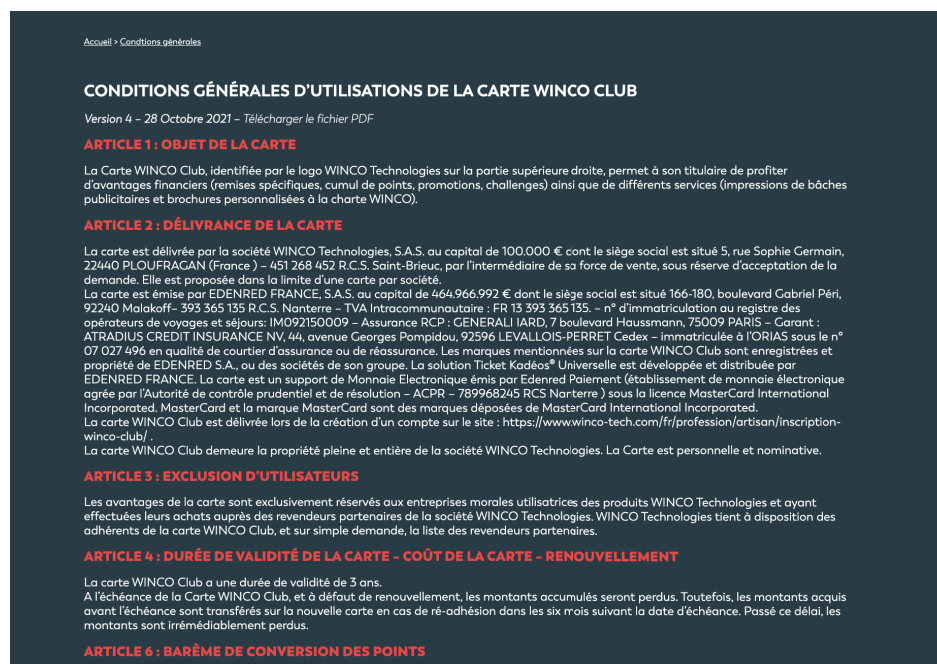 Accueil > Condtions générales
CONDITIONS GÉNÉRALES D'UTILISATIONS DE LA CARTE WINCO CLUB
Version 4 – 28 Octobre 2021 – Télécharger le fichier PDF
ARTICLE 1 : OBJET DE LA CARTE
La Carte WINCO Club, identifiée par le logo WINCO Technologies sur la partie supérieure droite, permet à son titulaire de profiter
d'avantages financiers (remises spécifiques, cumul de points, promotions, challenges) ainsi que de différents services (impressions de bâches
publicitaires et brochures personnalisées à la charte WINCO).
ARTICLE 2 : DÉLIVRANCE DE LA CARTE
La carte est délivrée par la société WINCO Technologies, S.A.S. au capital de 100.000 € dont le siège social est situé 5, rue Sophie Germain,
22440 PLOUFRAGAN (France ) – 451 268 452 R.C.S. Saint-Brieuc, par l'intermédiaire de sa force de vente, sous réserve d'acceptation de la
demande. Elle est proposée dans la limite d'une carte par société.
La carte est émise par EDENRED FRANCE, S.A.S. au capital de 464.966.992 € dont le siège social est situé 166-180, boulevard Gabriel Péri,
92240 Malakoff– 393 365 135 R.C.S. Nanterre – TVA Intracommunautaire : FR 13 393 365 135. – n° d'immatriculation au registre des
opérateurs de voyages et séjours: IM092150009 – Assurance RCP : GENERALI IARD, 7 boulevard Haussmann, 75009 PARIS – Garant :
ATRADIUS CREDIT INSURANCE NV, 44, avenue Georges Pompidou, 92596 LEVALLOIS-PERRET Cedex – immatriculée à l'ORIAS sous le n°
07 027 496 en qualité de courtier d'assurance ou de réassurance. Les marques mentionnées sur la carte WINCO Club sont enregistrées et
propriété de EDENRED S.A., ou des sociétés de son groupe. La solution Ticket Kadéos® Universelle est développée et distribuée par
EDENRED FRANCE. La carte est un support de Monnaie Electronique émis par Edenred Paiement (établissement de monnaie électronique
agrée par l'Autorité de contrôle prudentiel et de résolution – ACPR – 789968245 RCS Nanterre ) sous la licence MasterCard International
Incorporated. MasterCard et la marque MasterCard sont des marques déposées de MasterCard International Incorporated.
La carte WINCO Club est délivrée lors de la création d'un compte sur le site : https://www.winco-tech.com/fr/profession/artisan/inscription-
winco-club/ .
La carte WINCO Club demeure la propriété pleine et entière de la société WINCO Technologies. La Carte est personnelle et nominative.
ARTICLE 3 : EXCLUSION D'UTILISATEURS
Les avantages de la carte sont exclusivement réservés aux entreprises morales utilisatrices des produits WINCO Technologies et ayant
effectuées leurs achats auprès des revendeurs partenaires de la société WINCO Technologies. WINCO Technologies tient à disposition des
adhérents de la carte WINCO Club, et sur simple demande, la liste des revendeurs partenaires.
ARTICLE 4 : DURÉE DE VALIDITÉ DE LA CARTE – COÛT DE LA CARTE – RENOUVELLEMENT
La carte WINCO Club a une durée de validité de 3 ans.
A l'échéance de la Carte WINCO Club, et à défaut de renouvellement, les montants accumulés seront perdus. Toutefois, les montants acquis
avant l'échéance sont transférés sur la nouvelle carte en cas de ré-adhésion dans les six mois suivant la date d'échéance. Passé ce délai, les
montants sont irrémédiablement perdus.
ARTICLE 6 : BARÈME DE CONVERSION DES POINTS